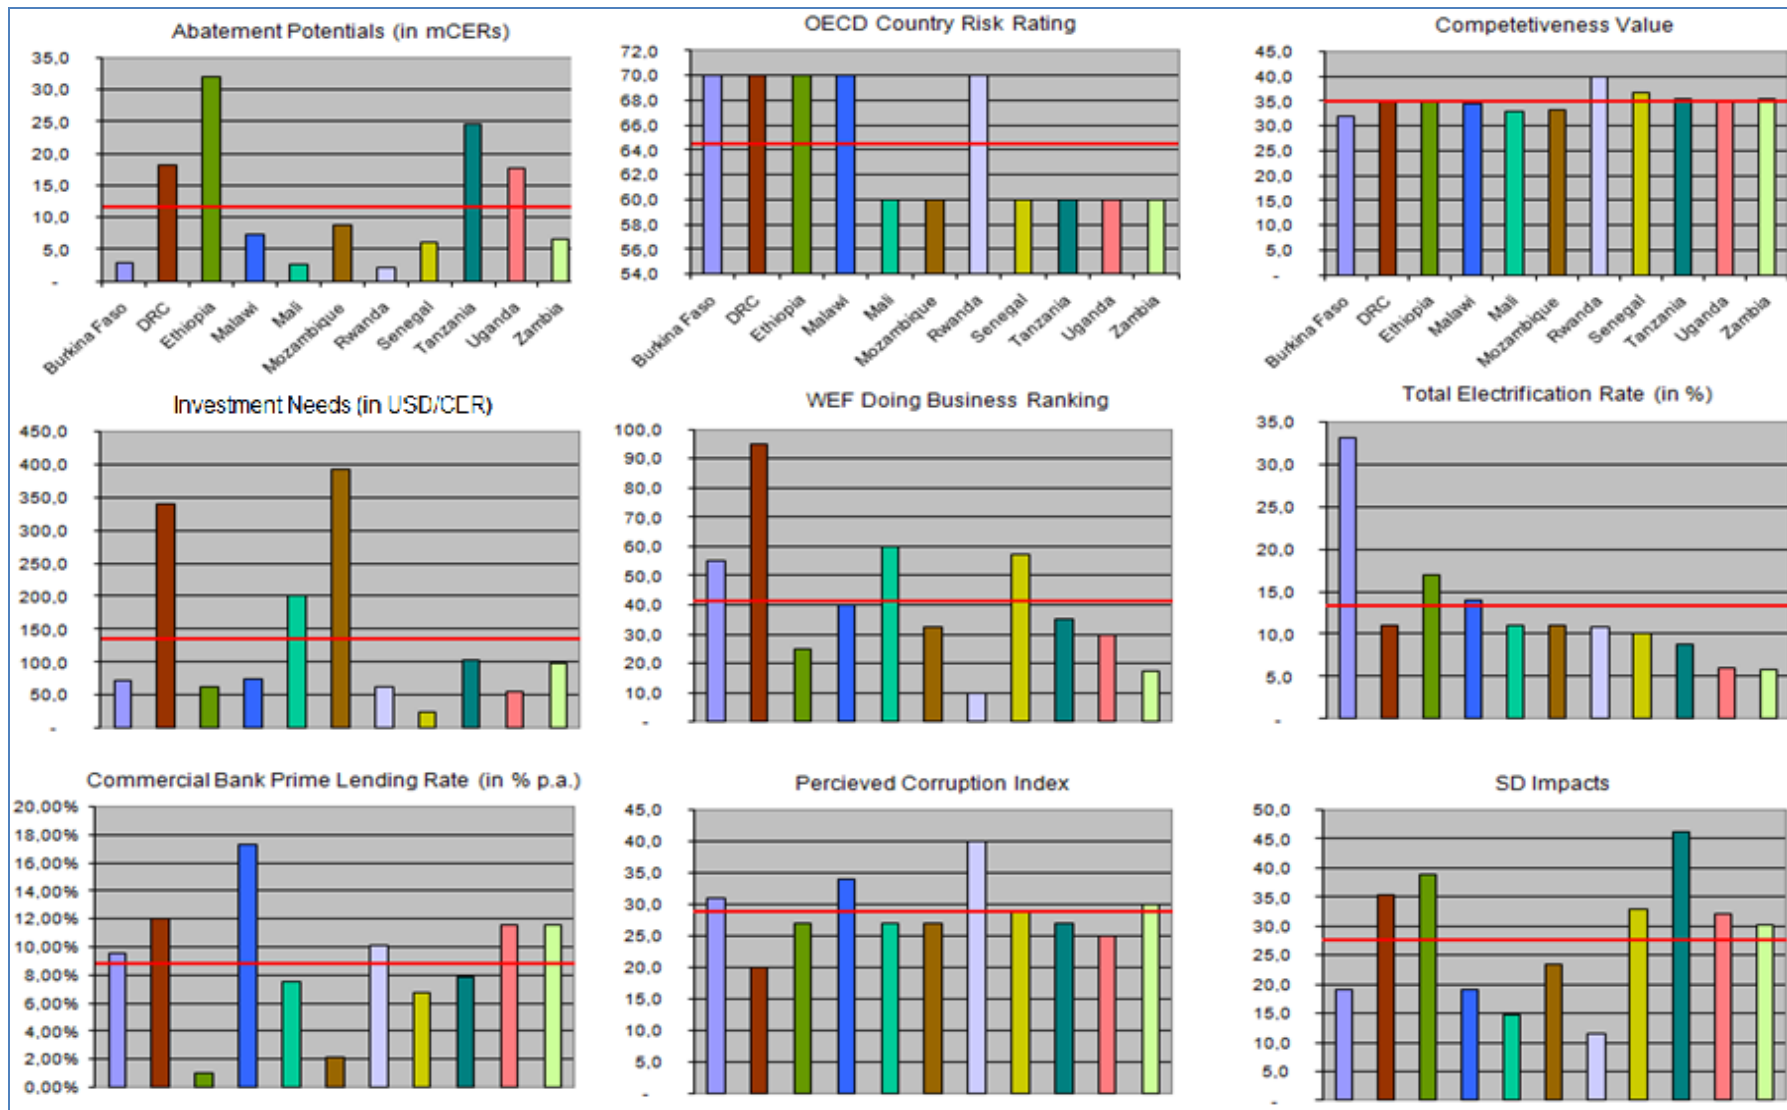 Abatement Potentials (in mCERs)
35,0
30,0
25,0
20,0
15,0
10,0
5,0
-
Burkina Faso
DRC
Ethiopia
Malawi
Mali
Mozambique
Rwanda
Senegal
Tanzania
Uganda
Zambia
OECD Country Risk Rating
72,0
70,0
68,0
66,0
64,0
62,0
60,0
58,0
56,0
54,0
Burkina Faso
DRC
Ethiopia
Malawi
Mali
Mozambique
Rwanda
Senegal
Tanzania
Uganda
Zambia
Competetiveness Value
45,0
40,0
35,0
30,0
25,0
20,0
15,0
10,0
5,0
-
Burkina Faso
DRC
Ethiopia
Malawi
Mali
Mozambique
Rwanda
Senegal
Tanzania
Uganda
Zambia
Investment Needs (in USD/CER)
450,0
400,0
350,0
300,0
250,0
200,0
150,0
100,0
50,0
-
WEF Doing Business Ranking
100,0
90,0
80,0
70,0
60,0
50,0
40,0
30,0
20,0
10,0
-
Total Electrification Rate (in %)
35,0
30,0
25,0
20,0
15,0
10,0
5,0
-
Commercial Bank Prime Lending Rate (in % p.a.)
20,00%
18,00%
16,00%
14,00%
12,00%
10,00%
8,00%
6,00%
4,00%
2,00%
0,00%
Percieved Corruption Index
45,0
40,0
35,0
30,0
25,0
20,0
15,0
10,0
5,0
-
SD Impacts
50,0
45,0
40,0
35,0
30,0
25,0
20,0
15,0
10,0
5,0
-